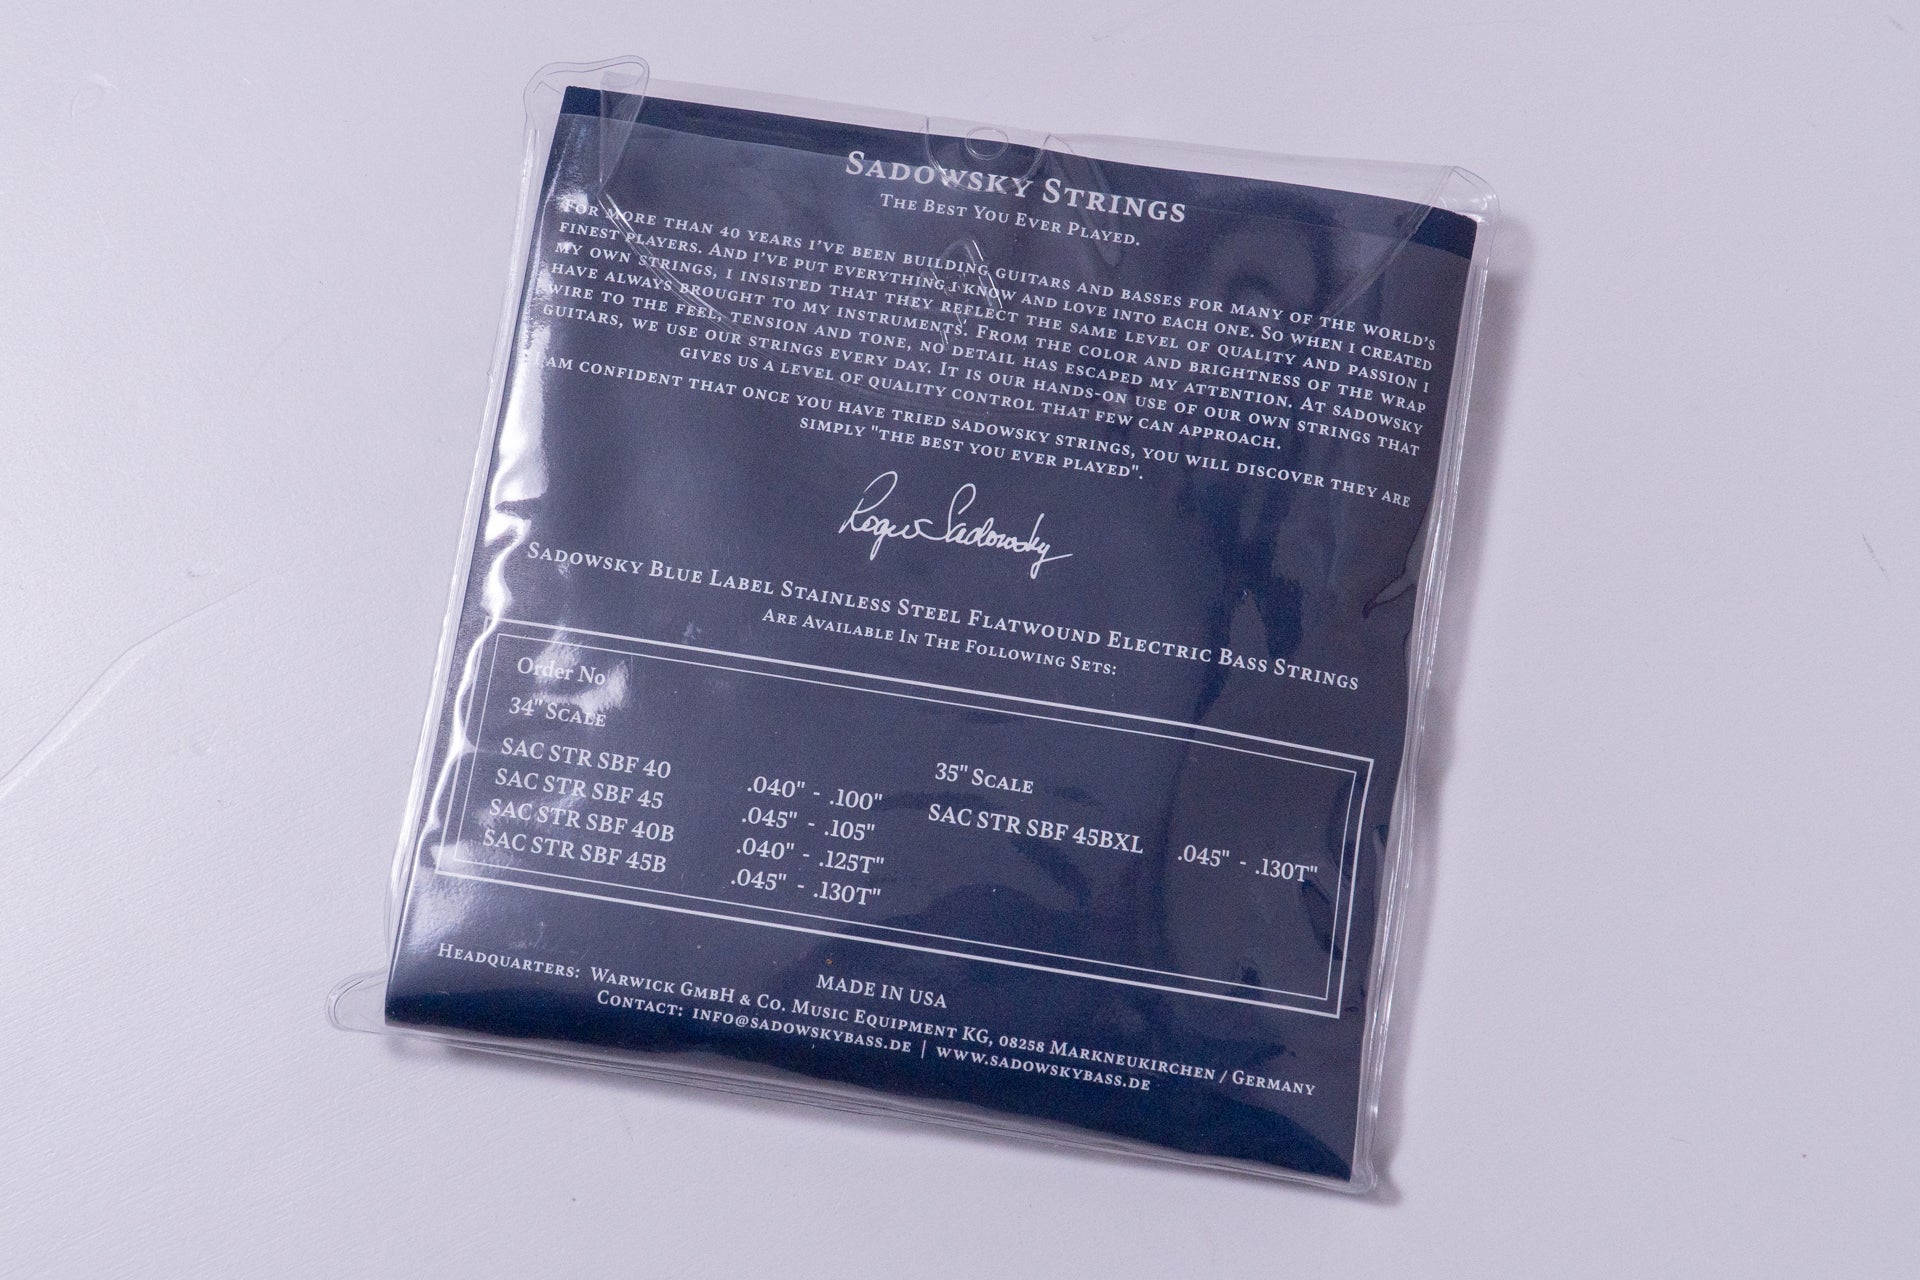 Sadowsky Strings
The Best You Ever Played.
For more than 40 years I've been building guitars and basses for many of the world's
finest players. And I've put everything I know and love into each one. So when I created
my own strings, I insisted that they reflect the same level of quality and passion I
have always brought to my instruments. From the color and brightness of the wrap
wire to the feel, tension and tone, no detail has escaped my attention. At Sadowsky
guitars, we use our strings every day. It is our hands-on use of our own strings that
gives us a level of quality control that few can approach.
I am confident that once you have tried Sadowsky strings, you will discover they are
simply "the best you ever played".
Roger Sadowsky
Sadowsky Blue Label Stainless Steel Flatwound Electric Bass Strings
Are Available In The Following Sets:
Order No
34" Scale
SAC STR SBF 40 .040" - .100"
SAC STR SBF 45 .045" - .105"
SAC STR SBF 40B .040" - .125T"
SAC STR SBF 45B .045" - .130T"
35" Scale
SAC STR SBF 45BXL .045" - .130T"
MADE IN USA
Headquarters: Warwick GmbH & Co. Music Equipment KG, 08258 Markneukirchen / Germany
Contact: info@sadowskybass.de | www.sadowskybass.de